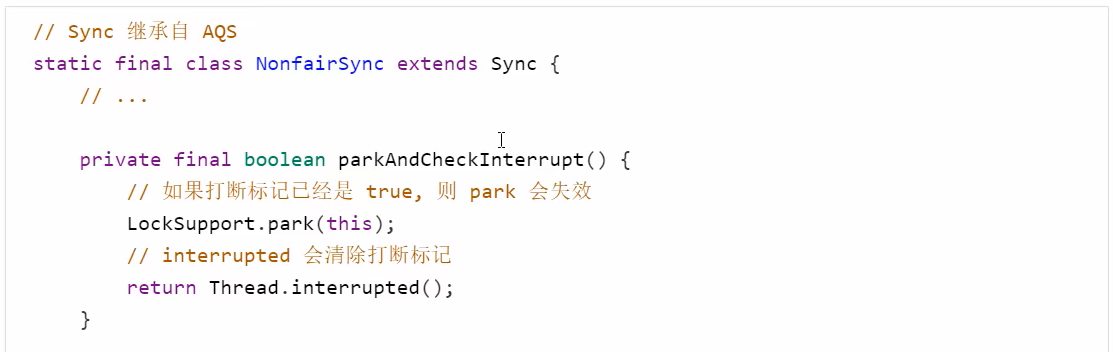 // Sync 继承自 AQS
static final class NonfairSync extends Sync {
    // ...
    private final boolean parkAndCheckInterrupt() {
        // 如果打断标记已经是 true, 则 park 会失效
        LockSupport.park(this);
        // interrupted 会清除打断标记
        return Thread.interrupted();
    }